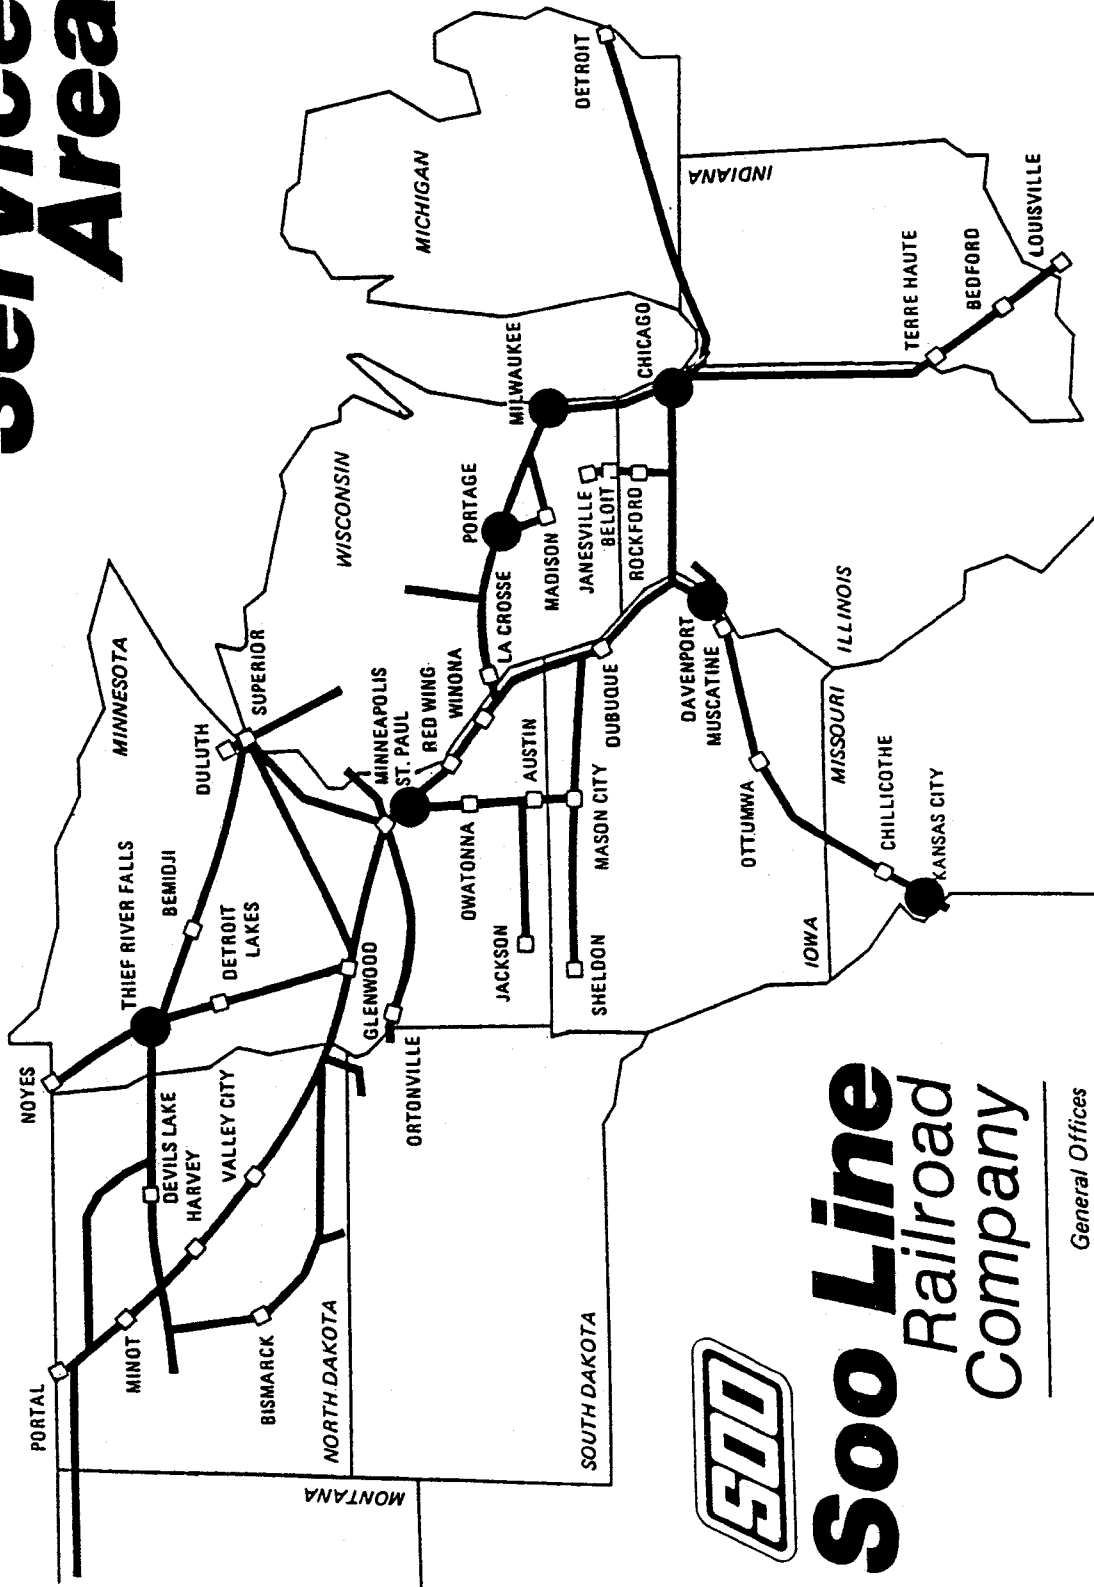 Service
Area
PORTAL
NOYES
MINOT
DEVILS LAKE
HARVEY
VALLEY CITY
BISMARCK
NORTH DAKOTA
MONTANA
SOUTH DAKOTA
THIEF RIVER FALLS
BEMIDJI
DETROIT
LAKES
GLENWOOD
ORTONVILLE
MINNESOTA
DULUTH
SUPERIOR
MINNEAPOLIS
ST. PAUL
RED WING
WINONA
LA CROSSE
OWATONNA
AUSTIN
JACKSON
MASON CITY
SHELDON
IOWA
WISCONSIN
PORTAGE
MADISON
MILWAUKEE
JANESVILLE
BELOIT
ROCKFORD
CHICAGO
DUBUQUE
DAVENPORT
MUSCATINE
OTTUMWA
ILLINOIS
MISSOURI
CHILLICOTHE
KANSAS CITY
MICHIGAN
DETROIT
INDIANA
TERRE HAUTE
BEDFORD
LOUISVILLE
SOO
Soo Line
Railroad
Company
General Offices